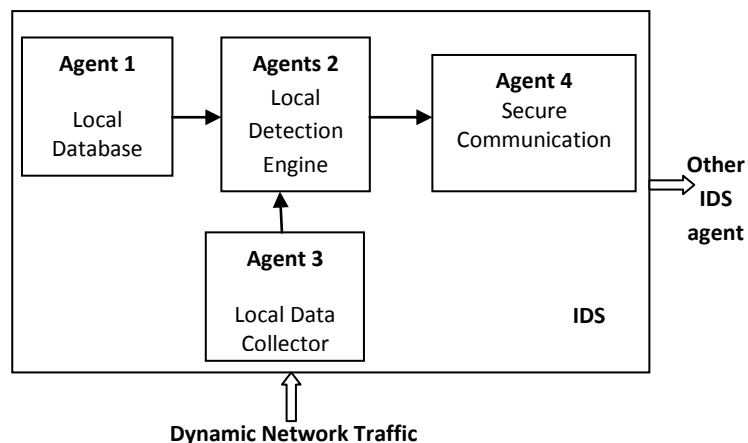 Agent 1
Local
Database
Agents 2
Local
Detection
Engine
Agent 4
Secure
Communication
Other
IDS
agent
Agent 3
Local Data
Collector
IDS
Dynamic Network Traffic